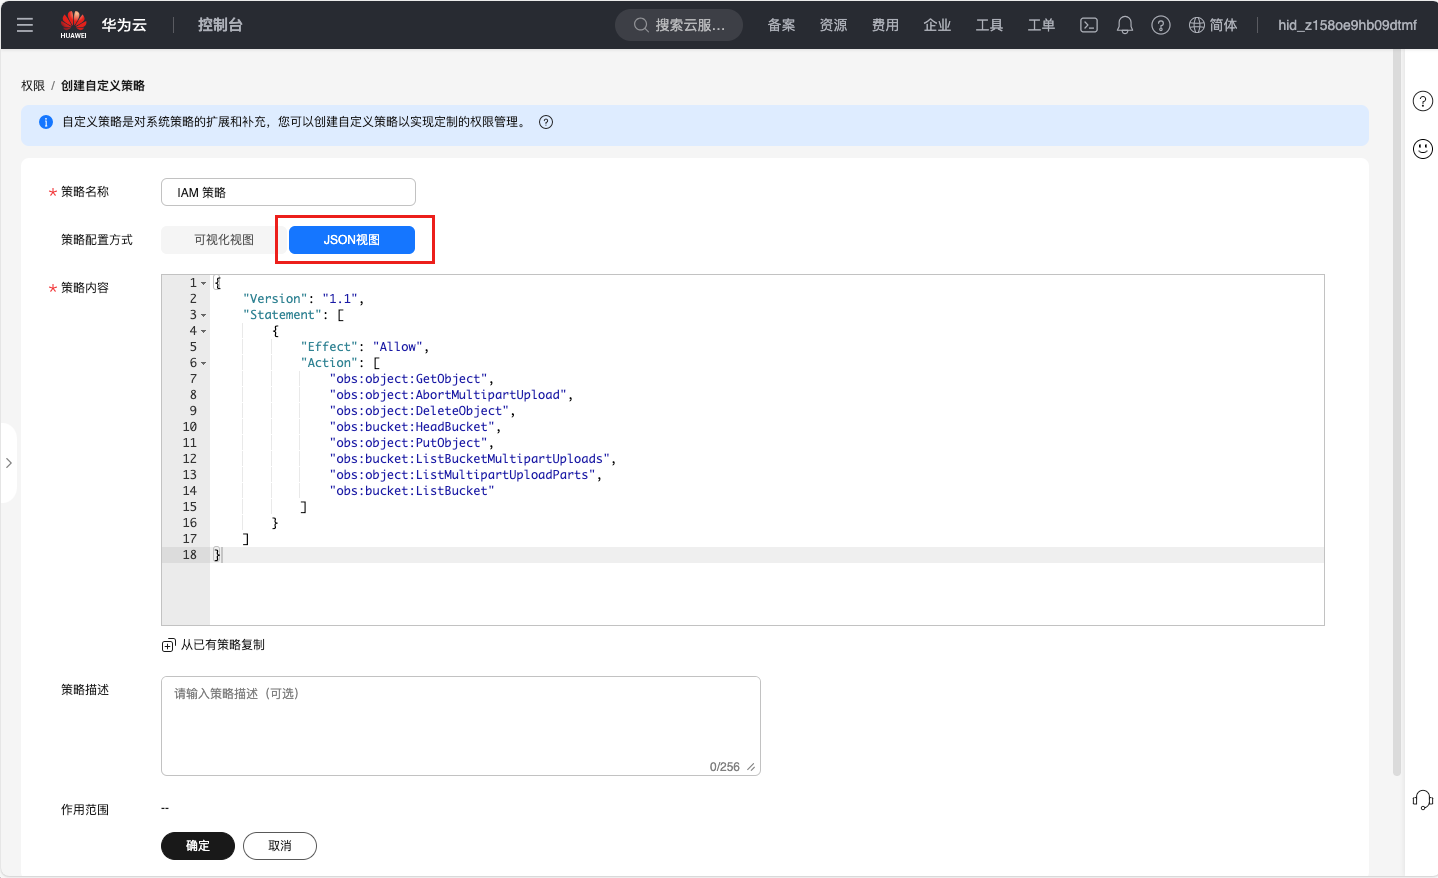 HUAWEI 华为云 控制台 搜索云服... 备案 资源 费用 企业 工具 工单 简体 hid_z158oe9hb09dtmf
权限 / 创建自定义策略
自定义策略是对系统策略的扩展和补充，您可以创建自定义策略以实现定制的权限管理。
* 策略名称 IAM 策略
策略配置方式 可视化视图 JSON视图
* 策略内容
1 {
2 "Version": "1.1",
3 "Statement": [
4 {
5 "Effect": "Allow",
6 "Action": [
7 "obs:object:GetObject",
8 "obs:object:AbortMultipartUpload",
9 "obs:object:DeleteObject",
10 "obs:bucket:HeadBucket",
11 "obs:object:PutObject",
12 "obs:bucket:ListBucketMultipartUploads",
13 "obs:object:ListMultipartUploadParts",
14 "obs:bucket:ListBucket"
15 ]
16 }
17 ]
18 }
从已有策略复制
策略描述 请输入策略描述（可选）
0/256
作用范围 --
确定 取消